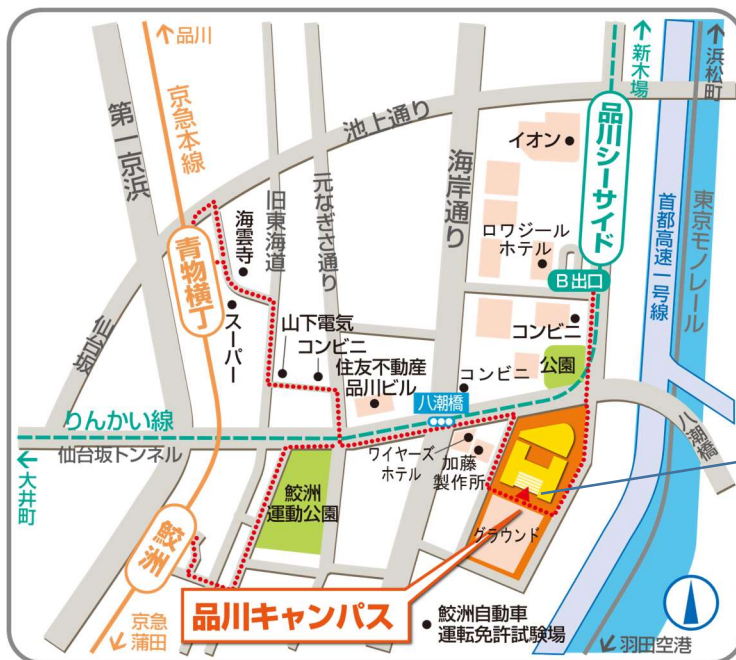 品川
京急本線
第一京浜
池上通り
海岸通り
新木場
浜松町
イオン
品川シーサイド
首都高速一号線
東京モノレール
ロワジール
ホテル
B出口
海雲寺
旧東海道
元なぎさ通り
青物横丁
スーパー
仙台坂
山下電気
コンビニ
住友不動産
品川ビル
コンビニ
コンビニ
公園
八潮橋
りんかい線
仙台坂トンネル
大井町
ワイヤーズ
ホテル
加藤
製作所
八潮橋
鮫洲
運動公園
グラウンド
鮫洲
品川キャンパス
鮫洲自動車
運転免許試験場
京急
蒲田
羽田空港